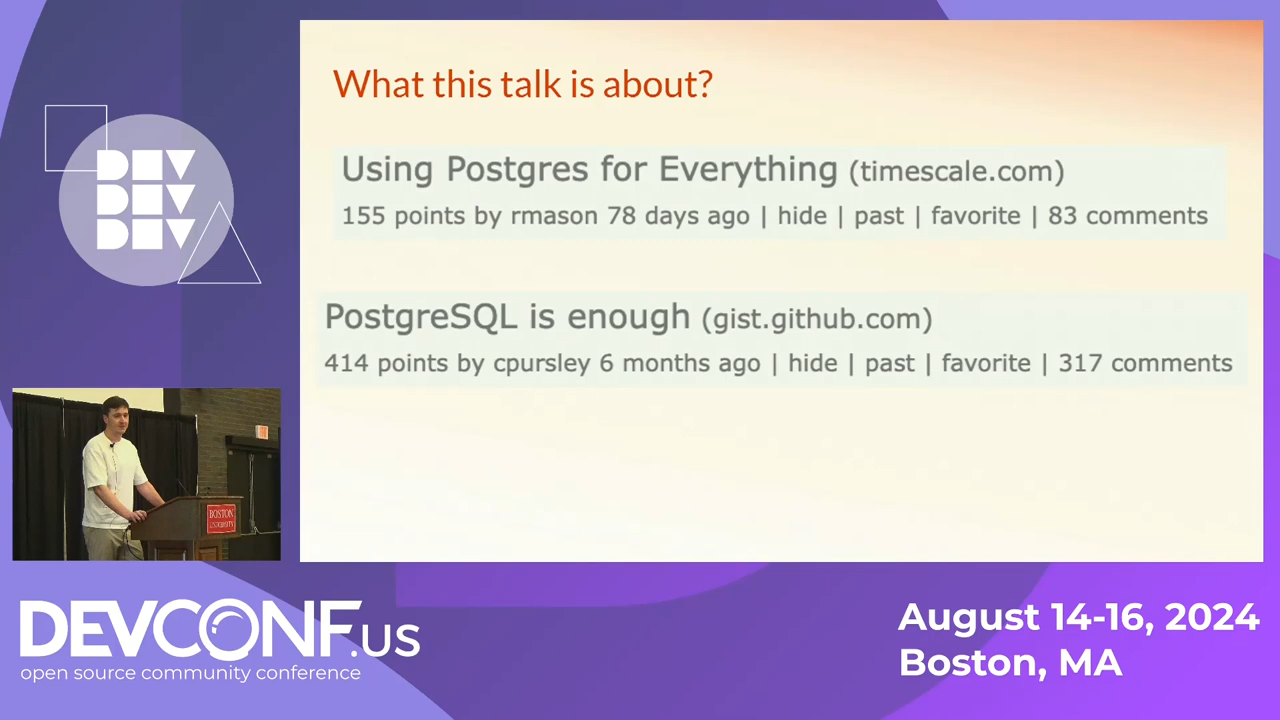 What this talk is about?
Using Postgres for Everything (timescale.com)
155 points by rmason 78 days ago | hide | past | favorite | 83 comments
PostgreSQL is enough (gist.github.com)
414 points by cpursley 6 months ago | hide | past | favorite | 317 comments
DEV
DEV
DEV
BOSTON
UNIVERSITY
DEVCONF.us
open source community conference
August 14-16, 2024
Boston, MA